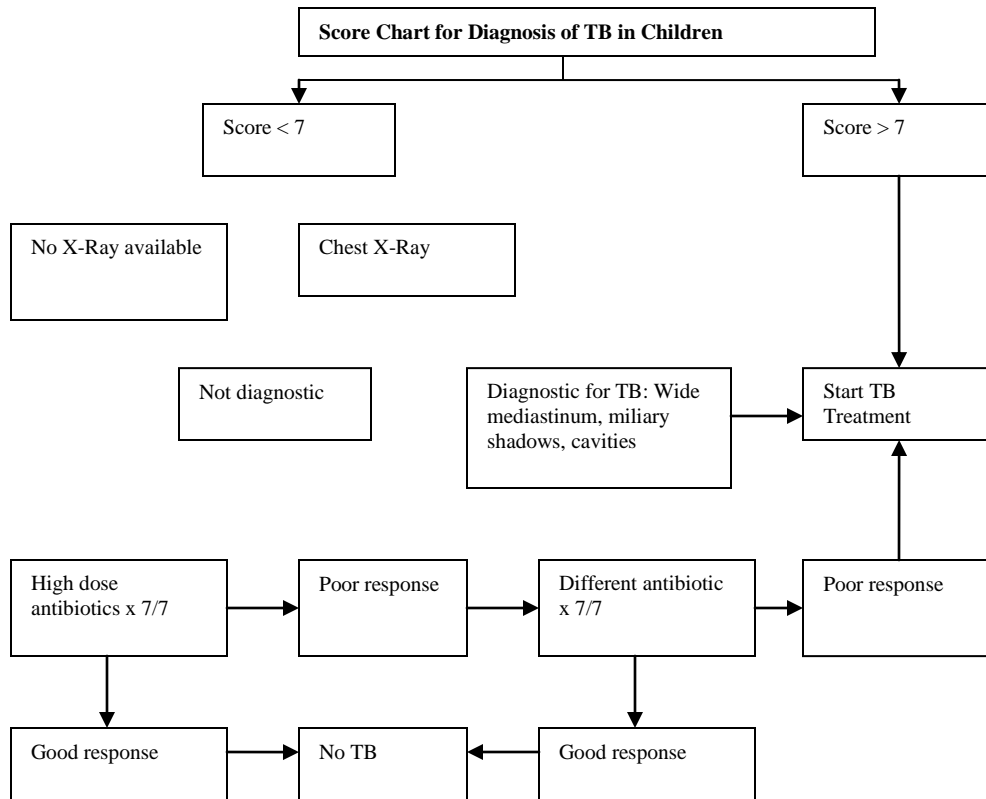 Score Chart for Diagnosis of TB in Children
Score < 7
Score > 7
No X-Ray available
Chest X-Ray
Not diagnostic
Diagnostic for TB: Wide
mediastinum, miliary
shadows, cavities
Start TB
Treatment
High dose
antibiotics x 7/7
Poor response
Different antibiotic
x 7/7
Poor response
Good response
No TB
Good response